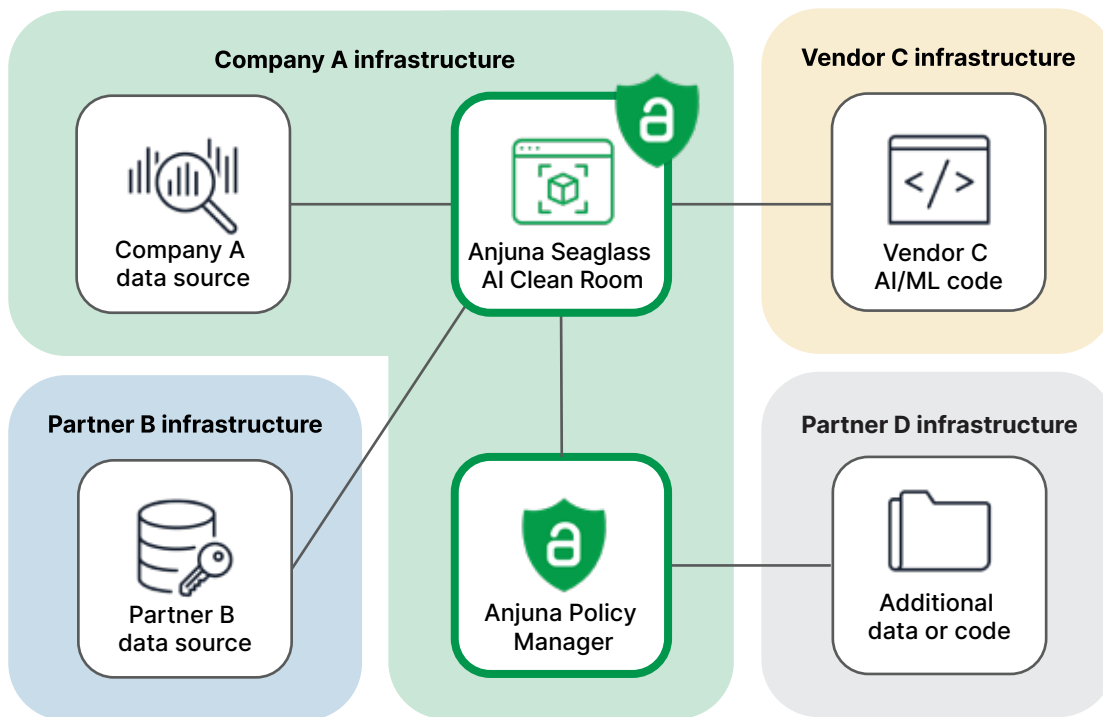 Company A infrastructure
Company A
data source
Anjuna Seaglass
AI Clean Room
Vendor C infrastructure
</>
Vendor C
AI/ML code
Partner B infrastructure
Partner B
data source
a
Anjuna Policy
Manager
a
Partner D infrastructure
Additional
data or code